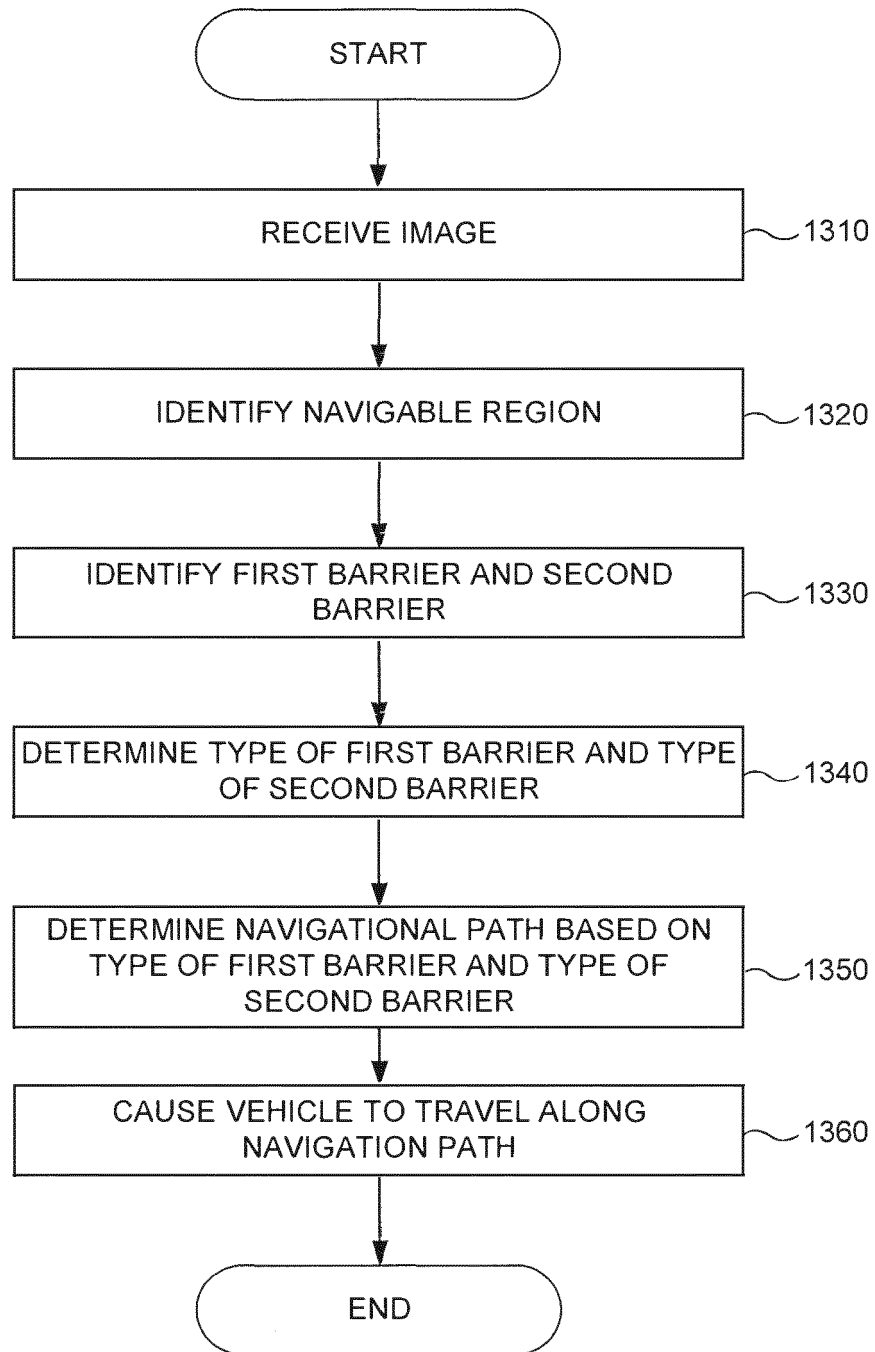 START
RECEIVE IMAGE
1310
IDENTIFY NAVIGABLE REGION
1320
IDENTIFY FIRST BARRIER AND SECOND
BARRIER
1330
DETERMINE TYPE OF FIRST BARRIER AND TYPE
OF SECOND BARRIER
1340
DETERMINE NAVIGATIONAL PATH BASED ON
TYPE OF FIRST BARRIER AND TYPE OF
SECOND BARRIER
1350
CAUSE VEHICLE TO TRAVEL ALONG
NAVIGATION PATH
1360
END